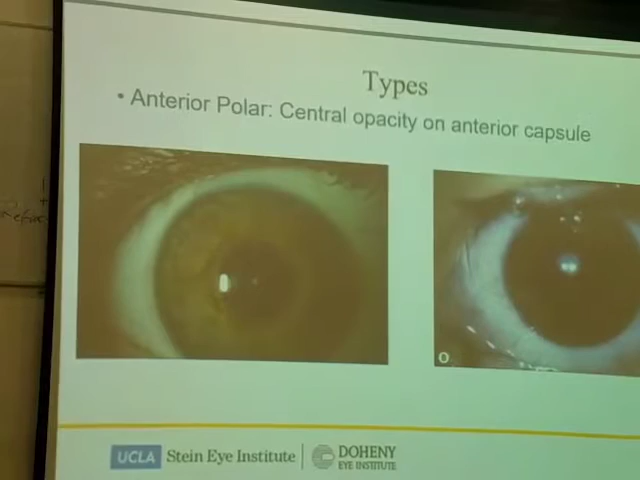 Types
• Anterior Polar: Central opacity on anterior capsule
O
UCLA Stein Eye Institute DOHENY
EYE INSTITUTE